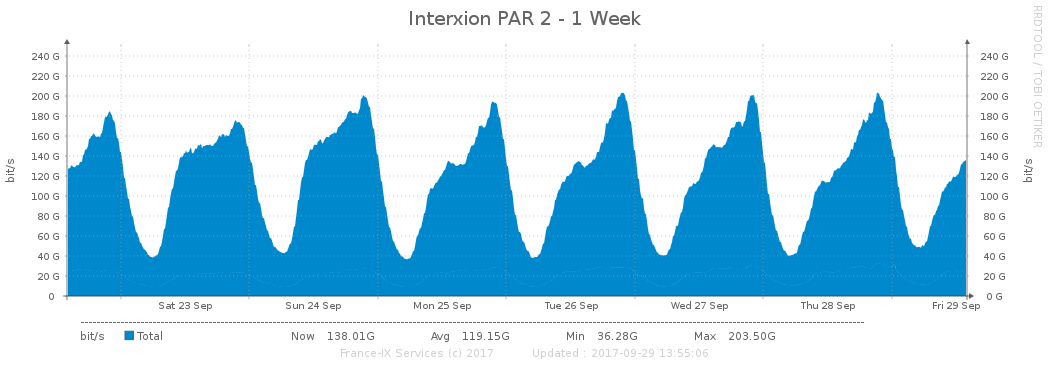 Interxion PAR 2 - 1 Week
RRDTOOL / TOBI OETIKER
bit/s
240 G
220 G
200 G
180 G
160 G
140 G
120 G
100 G
80 G
60 G
40 G
20 G
0
240 G
220 G
200 G
180 G
160 G
140 G
120 G
100 G
80 G
60 G
40 G
20 G
0 G
bit/s
Sat 23 Sep Sun 24 Sep Mon 25 Sep Tue 26 Sep Wed 27 Sep Thu 28 Sep Fri 29 Sep
bit/s Total Now 138.01G Avg 119.15G Min 36.28G Max 203.50G
France-IX Services (c) 2017 Updated : 2017-09-29 13:55:06